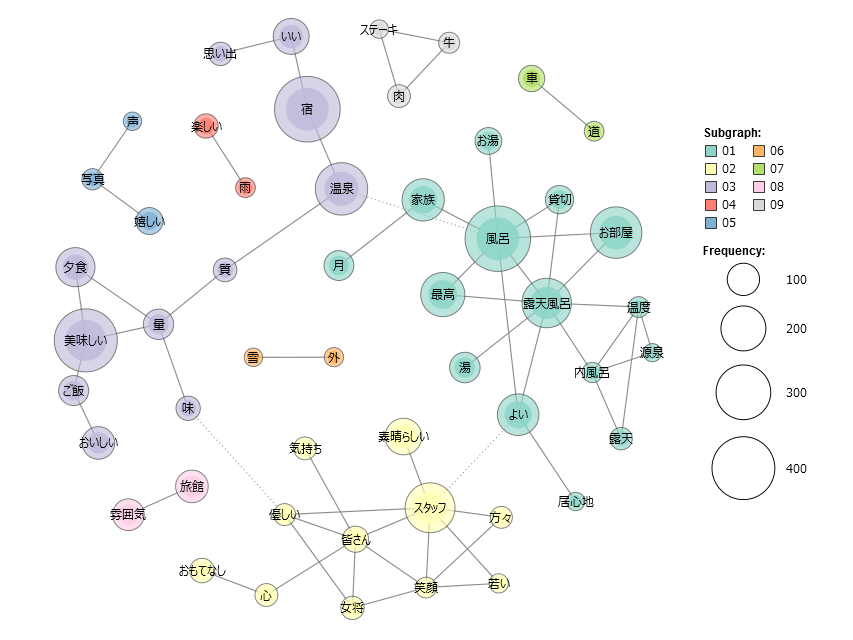 いい
思い出
ステーキ
牛
肉
車
道
宿
声
楽しい
お湯
写真
雨
温泉
家族
貸切
嬉しい
風呂
お部屋
夕食
質
月
最高
露天風呂
温度
美味しい
量
雪
外
源泉
湯
内風呂
ご飯
味
よい
おいしい
気持ち
素晴らしい
露天
旅館
雰囲気
優しい
スタッフ
方々
居心地
皆さん
おもてなし
心
女将
笑顔
若い
Subgraph:
01 06
02 07
03 08
04 09
05
Frequency:
100
200
300
400